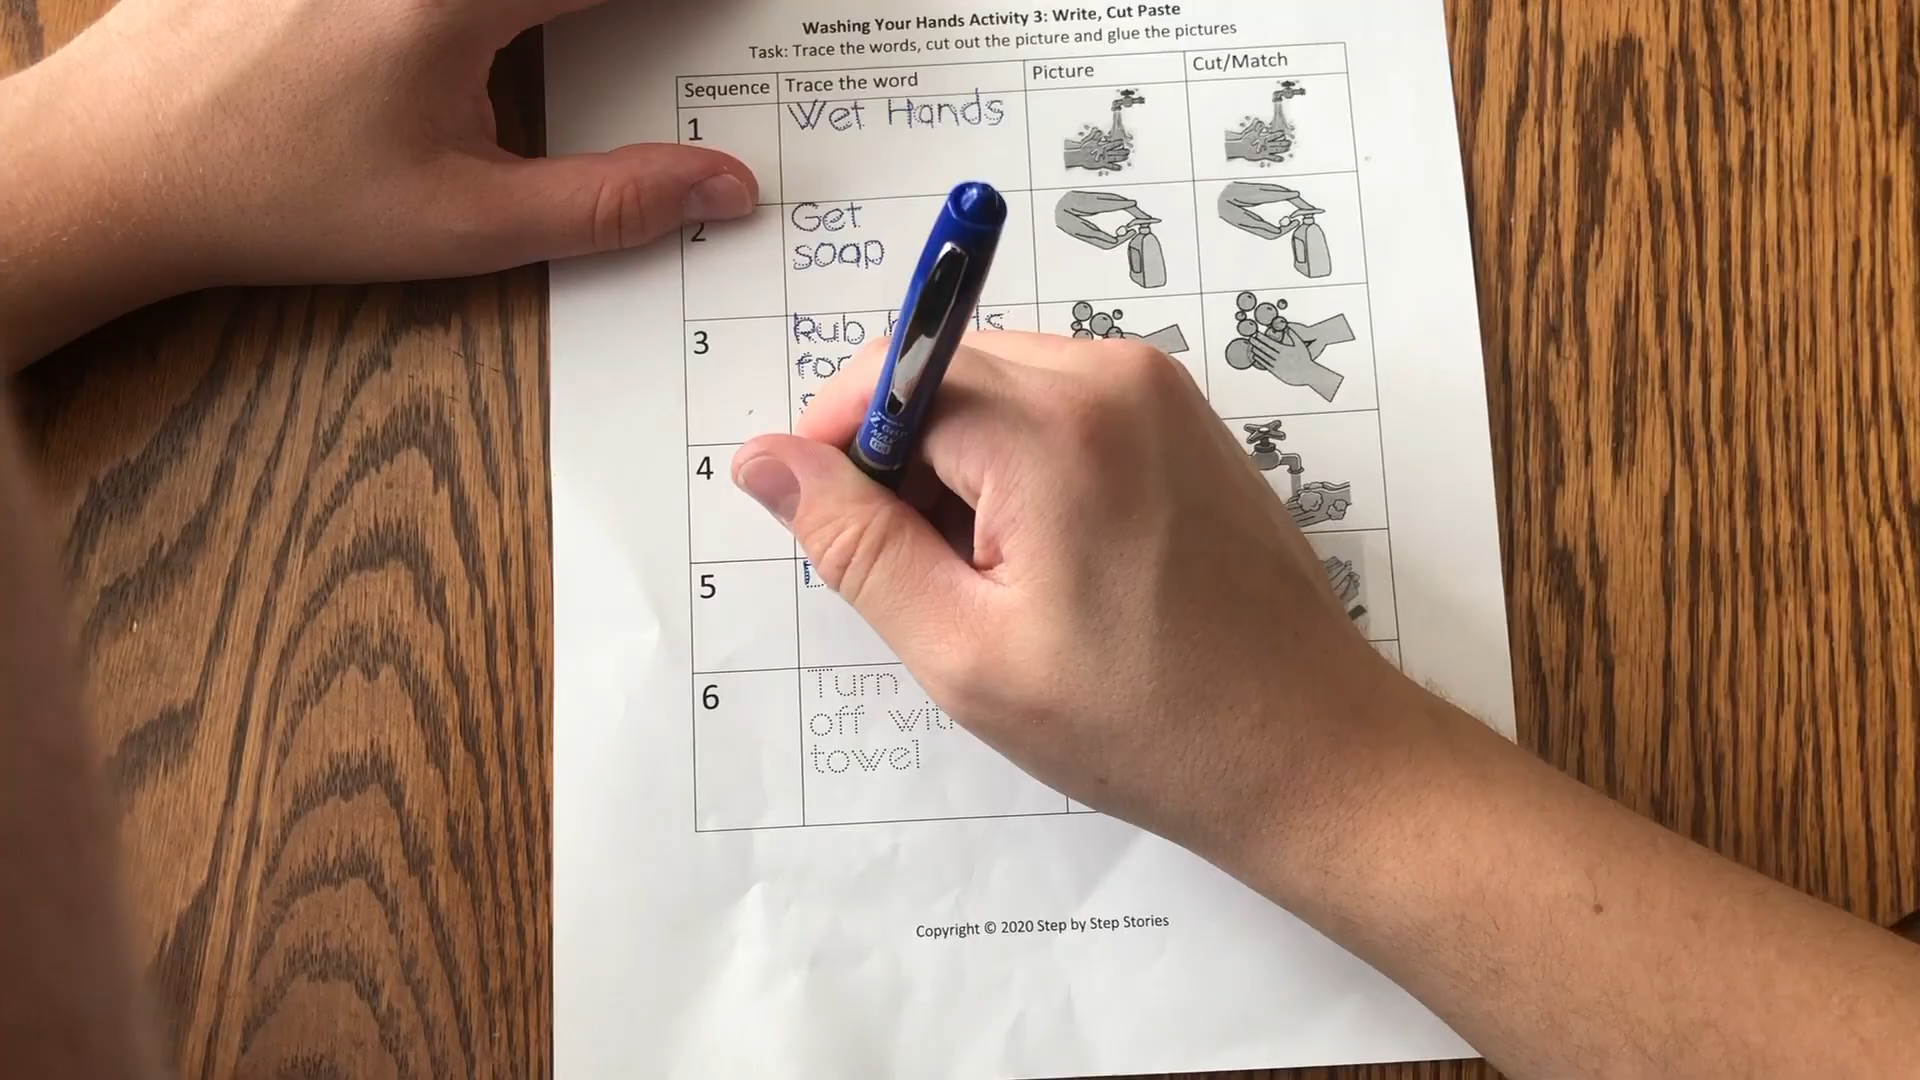 Washing Your Hands Activity 3: Write, Cut Paste
Task: Trace the words, cut out the picture and glue the pictures
Sequence Trace the word Picture Cut/Match
1 Wet Hands
2 Get
soap
3 Rub
4
5
6 Turn
off
towel
Copyright © 2020 Step by Step Stories